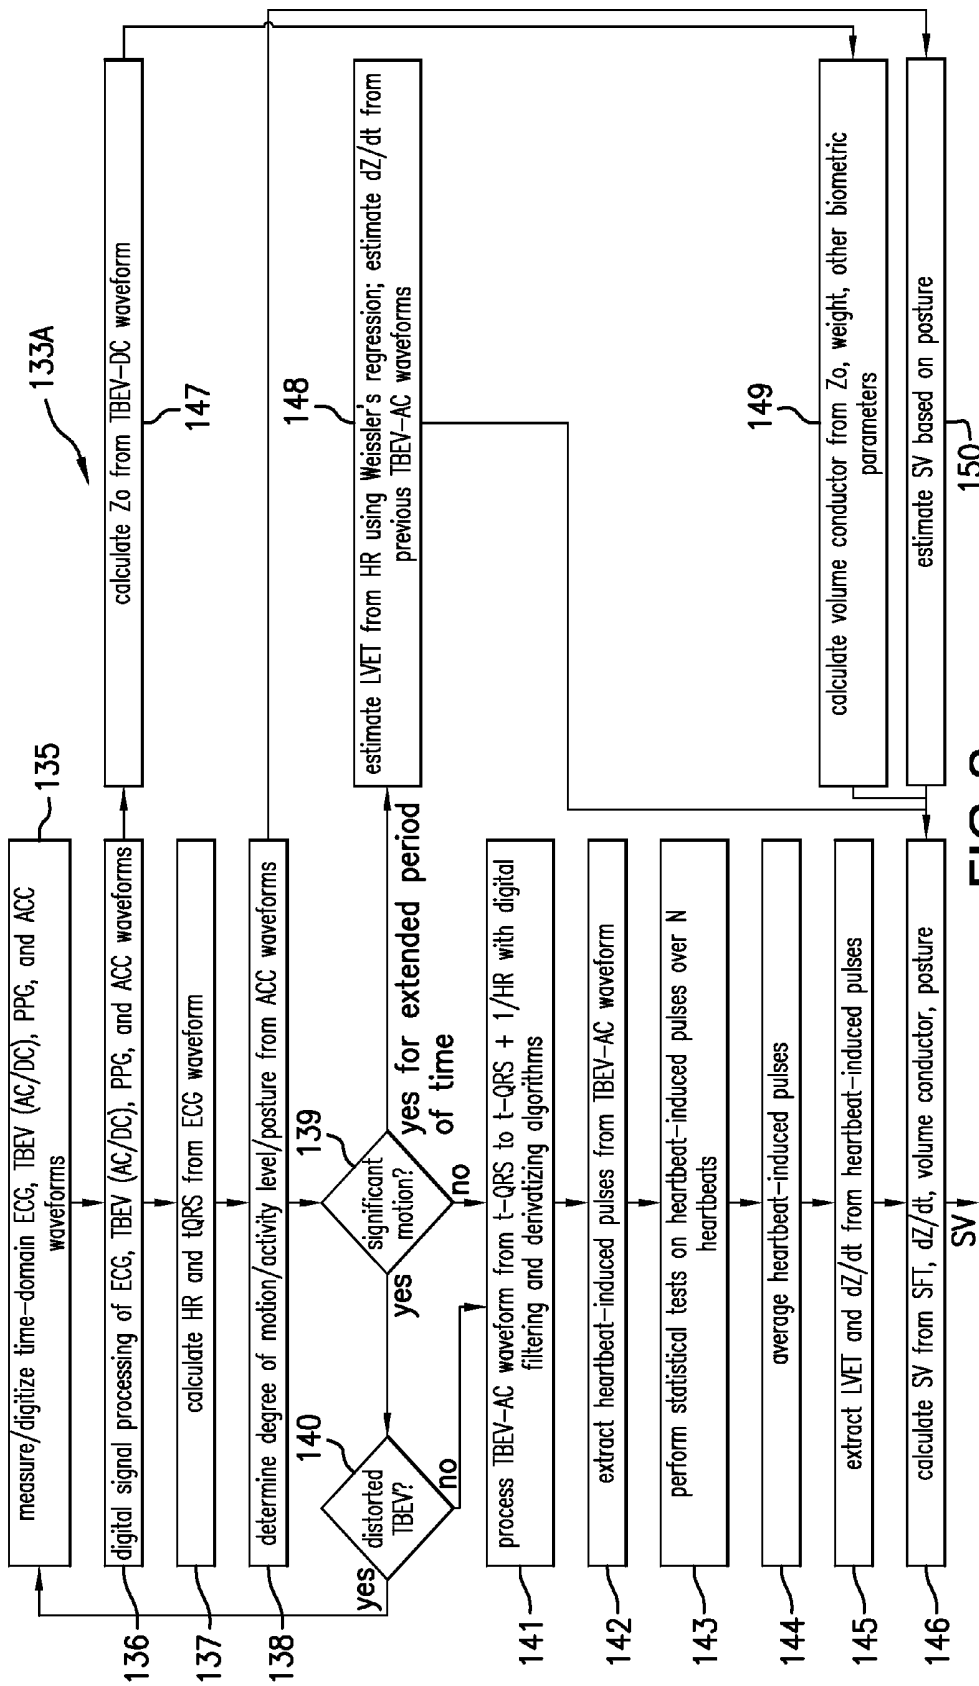 133A
measure/digitize time-domain ECG, TBEV (AC/DC), PPG, and ACC
waveforms
135
digital signal processing of ECG, TBEV (AC/DC), PPG, and ACC waveforms
136
calculate Zo from TBEV-DC waveform
147
calculate HR and tQRS from ECG waveform
137
determine degree of motion/activity level/posture from ACC waveforms
138
significant
motion?
139
yes for extended period
of time
yes
no
distorted
TBEV?
140
yes
no
estimate LVET from HR using Weissler's regression; estimate dZ/dt from
previous TBEV-AC waveforms
148
process TBEV-AC waveform from t-QRS to t-QRS + 1/HR with digital
filtering and derivatizing algorithms
141
extract heartbeat-induced pulses from TBEV-AC waveform
142
perform statistical tests on heartbeat-induced pulses over N
heartbeats
143
average heartbeat-induced pulses
144
extract LVET and dZ/dt from heartbeat-induced pulses
145
calculate volume conductor from Zo, weight, other biometric
parameters
149
calculate SV from SFT, dZ/dt, volume conductor, posture
146
estimate SV based on posture
150
SV